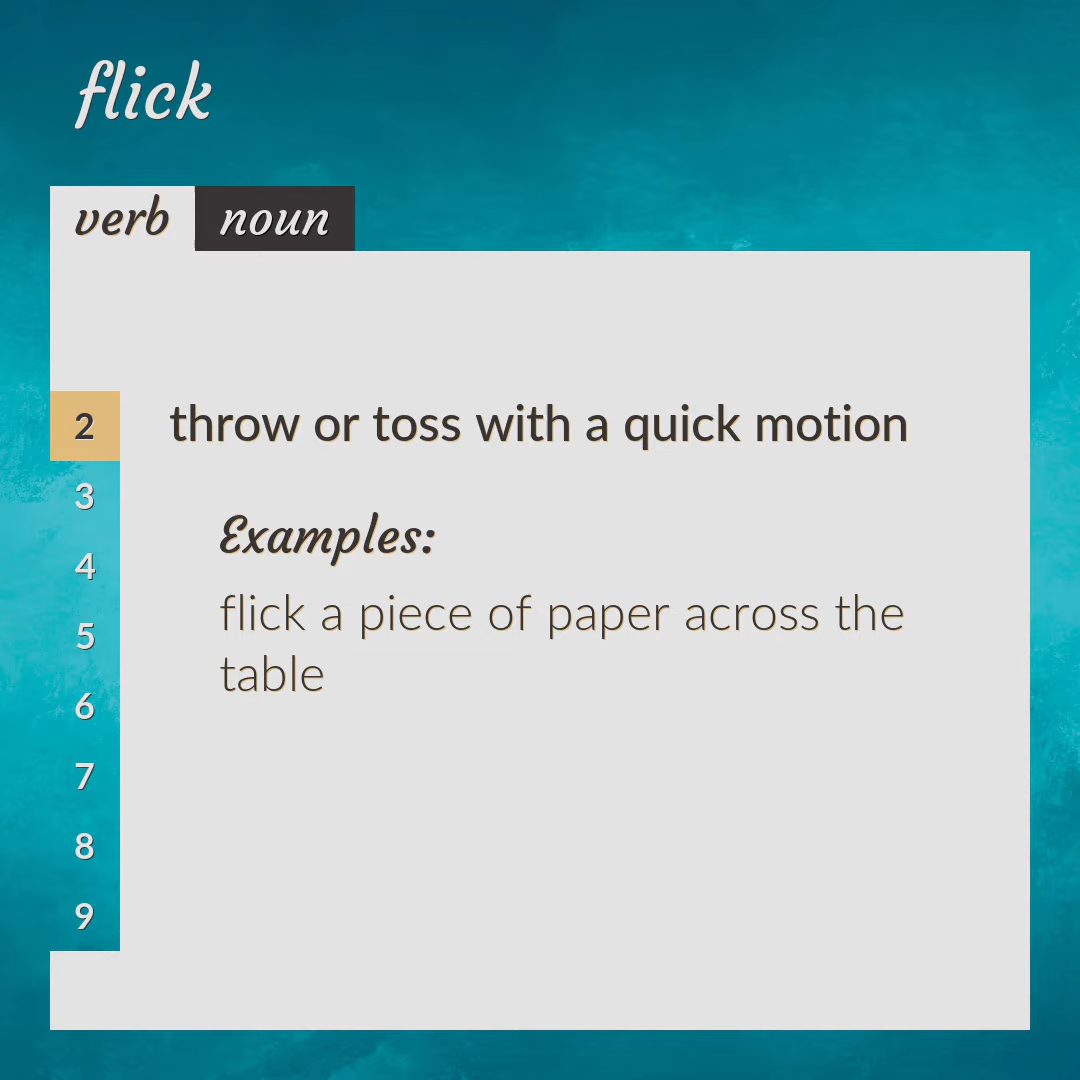 flick
verb noun
2 throw or toss with a quick motion
3
Examples:
4
flick a piece of paper across the
5
table
6
7
8
9